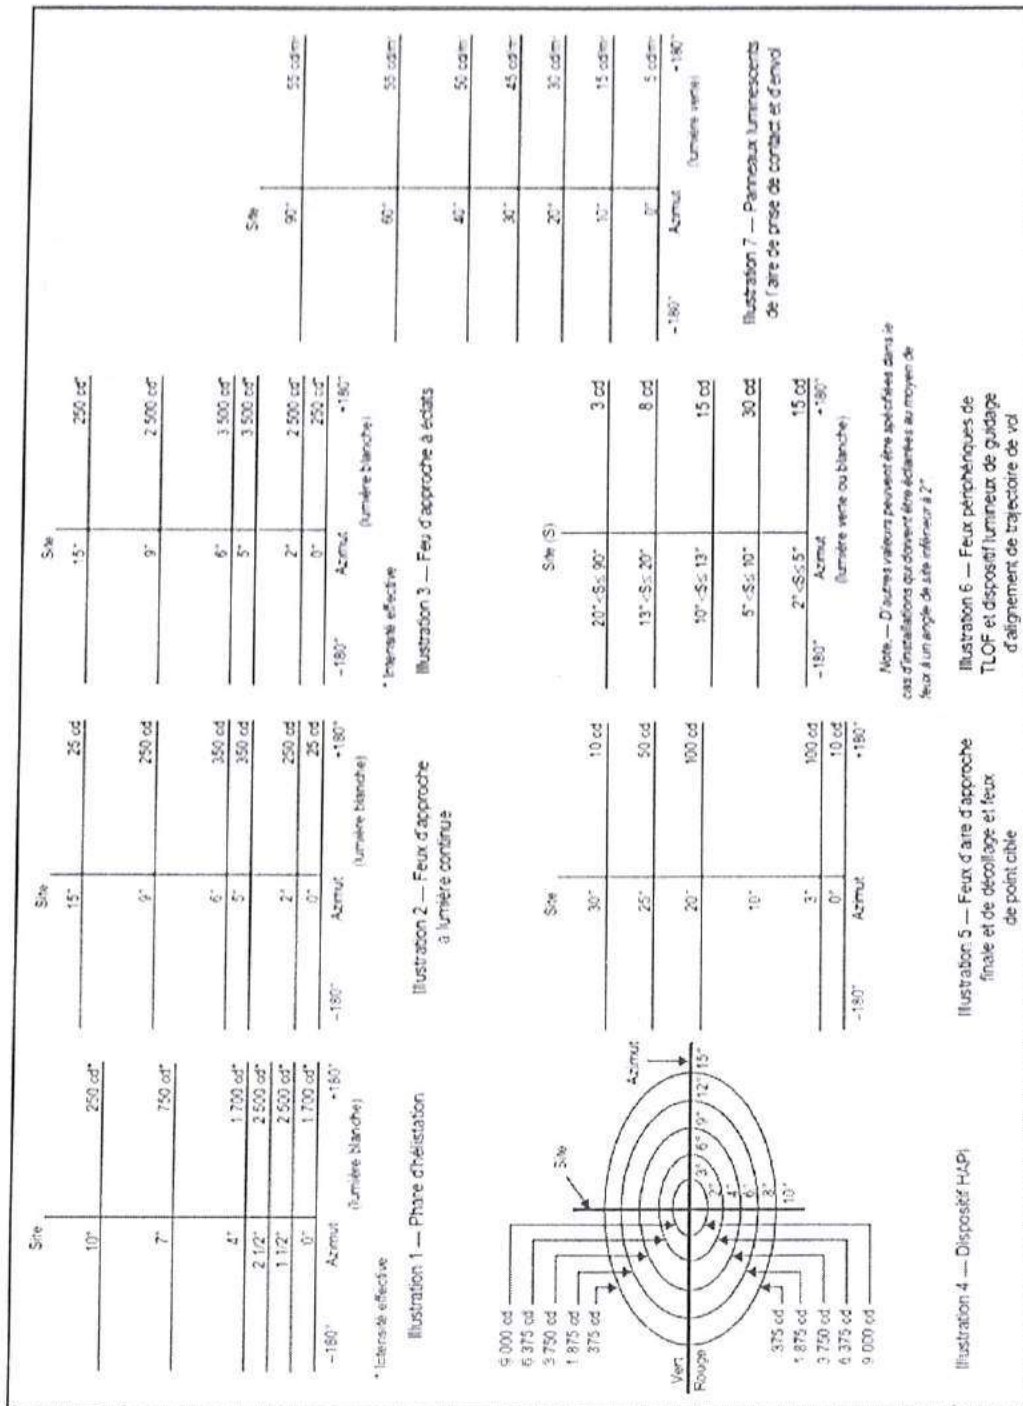 Site
10° 250 cd*
7° 750 cd*
4° 1 700 cd*
2 1/2° 2 500 cd*
1 1/2° 2 500 cd*
0° 1 700 cd*
-180° Azimut +180°
(lumière blanche)
* Intensité effective
Illustration 1 — Phare d'hélistation
Site
15° 25 cd
9° 250 cd
6° 350 cd
5° 350 cd
2° 250 cd
0° 25 cd
-180° Azimut +180°
(lumière blanche)
Illustration 2 — Feux d'approche
à lumière continue
Site
15° 250 cd*
9° 2 500 cd*
6° 3 500 cd*
5° 3 500 cd*
2° 2 500 cd*
0° 250 cd*
-180° Azimut +180°
(lumière blanche)
* Intensité effective
Illustration 3 — Feu d'approche à éclats
9 000 cd
6 375 cd
3 750 cd
1 875 cd
375 cd
Site
Azimut
Vert
Rouge
3° 6° 9° 12° 15°
2°
4°
6°
8°
10°
375 cd
1 875 cd
3 750 cd
6 375 cd
9 000 cd
Illustration 4 — Dispositif HAPI
Site
30° 10 cd
25° 50 cd
20° 100 cd
10°
3° 100 cd
0° 10 cd
-180° Azimut +180°
Illustration 5 — Feux d'aire d'approche
finale et de décollage et feux
de point cible
Site (S)
20° <S≤ 90° 3 cd
13° <S≤ 20° 8 cd
10° <S≤ 13° 15 cd
5° <S≤ 10° 30 cd
2° <S≤ 5° 15 cd
-180° Azimut +180°
(lumière verte ou blanche)
Note.— D'autres valeurs peuvent être spécifiées dans le
cas d'installations qui doivent être éclairées au moyen de
feux à un angle de site inférieur à 2°
Illustration 6 — Feux périphériques de
TLOF et dispositif lumineux de guidage
d'alignement de trajectoire de vol
Site
90° 55 cd/m²
60° 55 cd/m²
40° 50 cd/m²
30° 45 cd/m²
20° 30 cd/m²
10° 15 cd/m²
0° 5 cd/m²
-180° Azimut +180°
(lumière verte)
Illustration 7 — Panneaux luminescents
de l'aire de prise de contact et d'envol